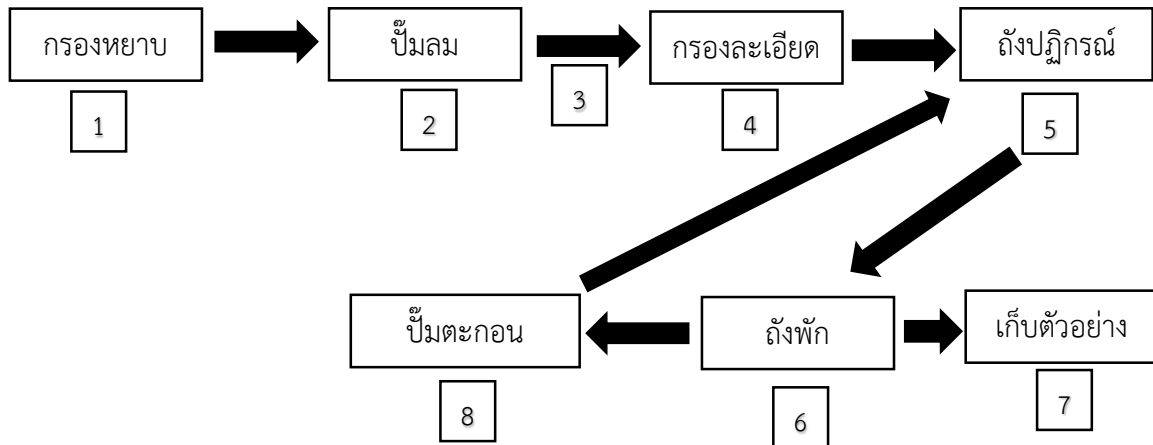 กรองหยาบ
ปั๊มลม
กรองละเอียด
ถังปฏิกรณ์
1
2
3
4
5
ปั๊มตะกอน
ถังพัก
เก็บตัวอย่าง
8
6
7